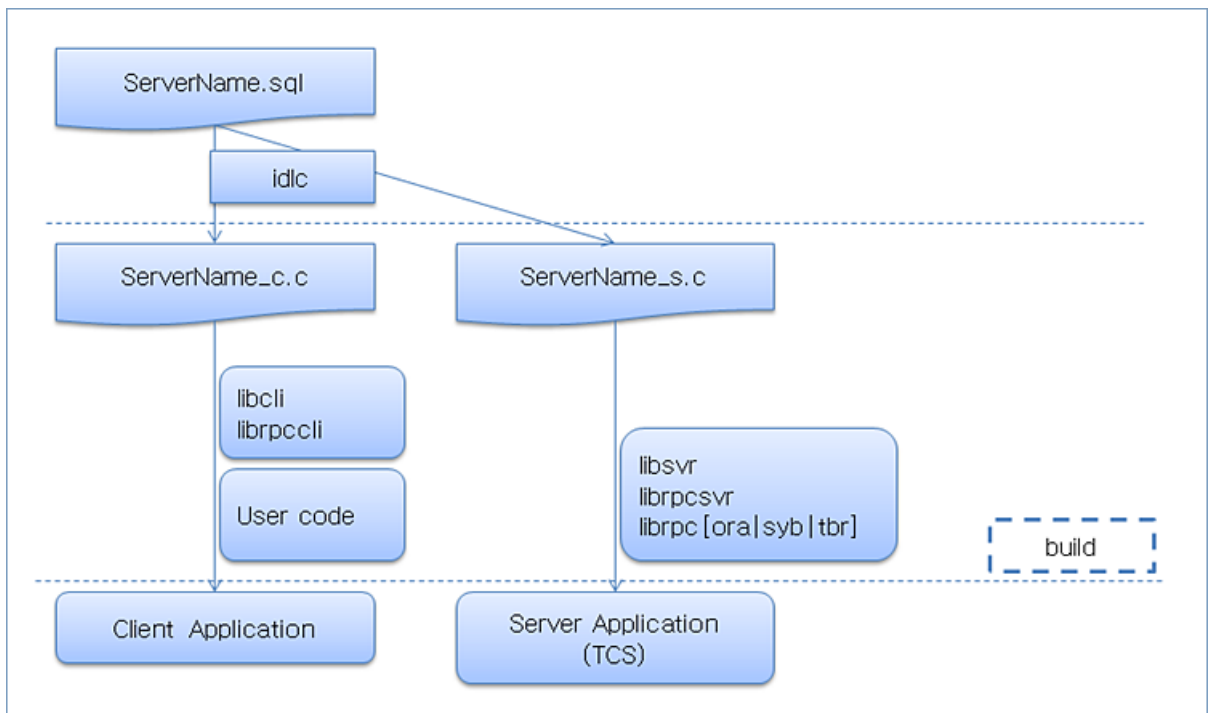 ServerName.sql
idlc
ServerName_c.c
ServerName_s.c
libcli
librpccli
User code
libsvr
librpcsvr
librpc[ora|syb|tbr]
build
Client Application
Server Application
(TCS)